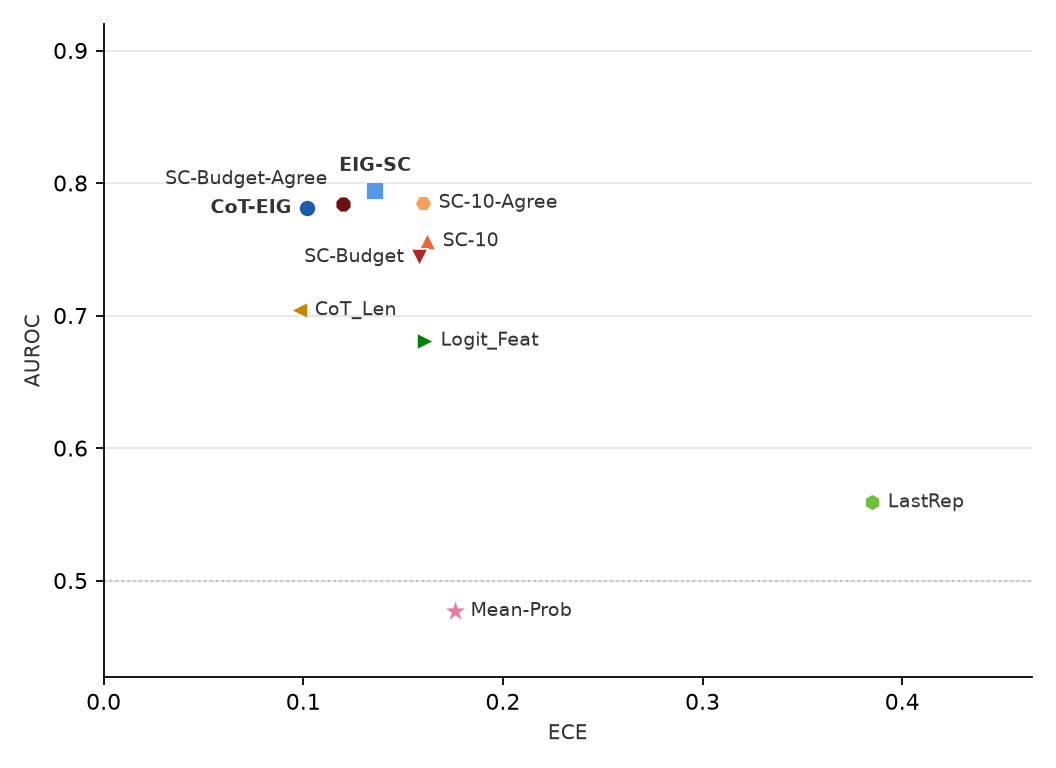 0.9
EIG-SC
SC-Budget-Agree
0.8
CoT-EIG
SC-10-Agree
SC-10
SC-Budget
CoT_Len
0.7
Logit_Feat
AUROC
0.6
LastRep
0.5
Mean-Prob
0.0 0.1 0.2 0.3 0.4
ECE